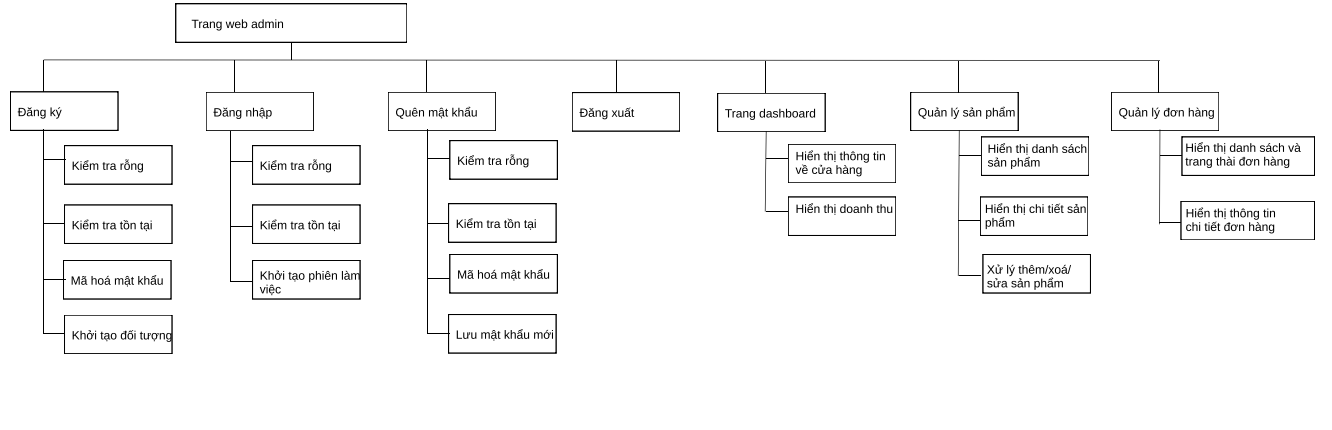 Trang web admin
Đăng ký
Đăng nhập
Quên mật khẩu
Đăng xuất
Trang dashboard
Quản lý sản phẩm
Quản lý đơn hàng
Kiểm tra rỗng
Kiểm tra tồn tại
Mã hoá mật khẩu
Khởi tạo đối tượng
Kiểm tra rỗng
Kiểm tra tồn tại
Khởi tạo phiên làm
việc
Kiểm tra rỗng
Kiểm tra tồn tại
Mã hoá mật khẩu
Lưu mật khẩu mới
Hiển thị thông tin
về cửa hàng
Hiển thị doanh thu
Hiển thị danh sách
sản phẩm
Hiển thị chi tiết sản
phẩm
Xử lý thêm/xoá/
sửa sản phẩm
Hiển thị danh sách và
trang thài đơn hàng
Hiển thị thông tin
chi tiết đơn hàng